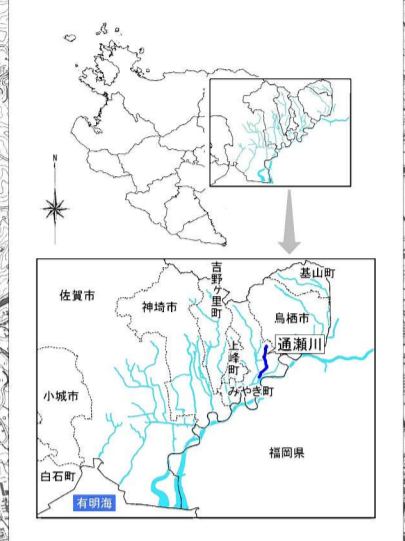 N
基山町
吉野ヶ里町
佐賀市
神埼市
鳥栖市
通瀬川
上峰町
小城市
みやき町
福岡県
白石町
有明海